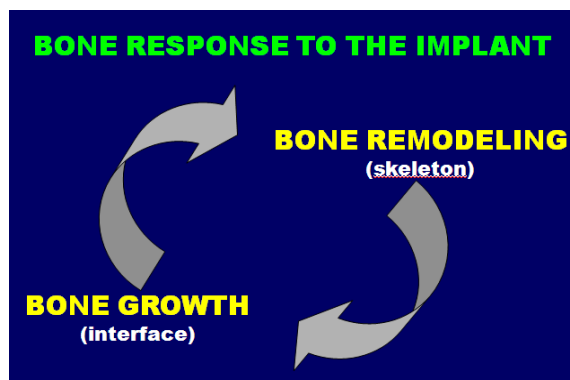 BONE RESPONSE TO THE IMPLANT
BONE REMODELING
(skeleton)
BONE GROWTH
(interface)